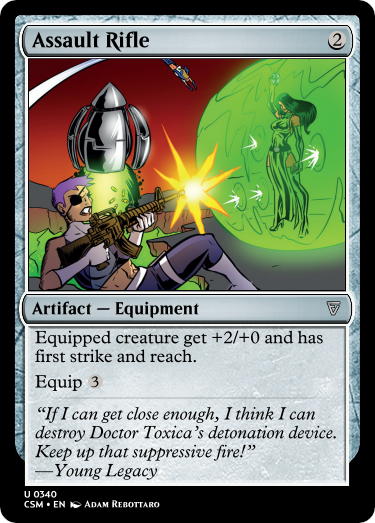 Assault Rifle 2
Artifact — Equipment
Equipped creature get +2/+0 and has
first strike and reach.
Equip 3
“If I can get close enough, I think I can
destroy Doctor Toxica’s detonation device.
Keep up that suppressive fire!”
—Young Legacy
U 0340
CSM • EN Adam Rebottaro